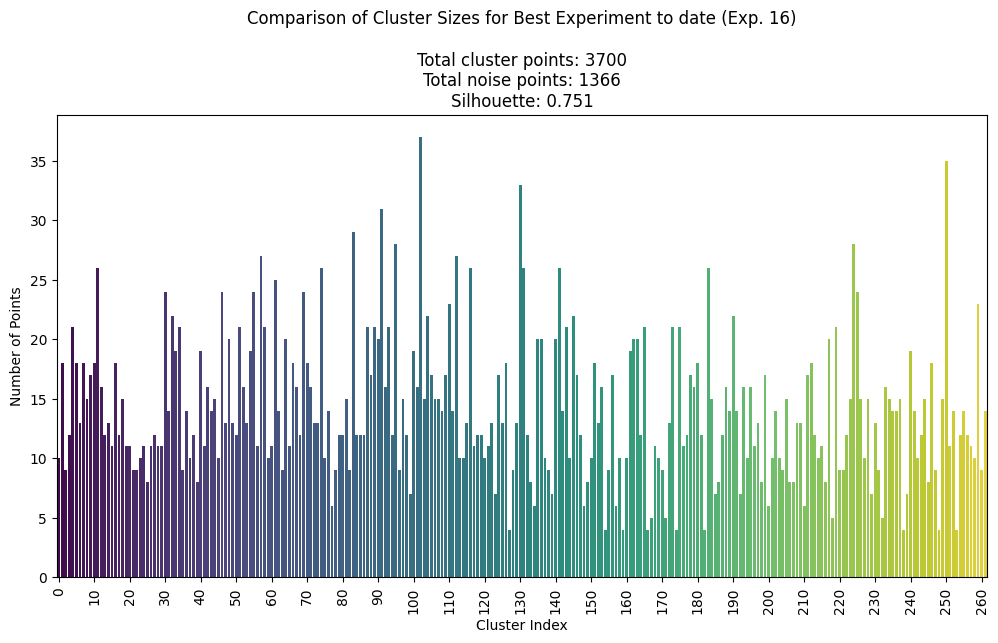 Comparison of Cluster Sizes for Best Experiment to date (Exp. 16)
Total cluster points: 3700
Total noise points: 1366
Silhouette: 0.751
Number of Points
35
30
25
20
15
10
5
0
0 10 20 30 40 50 60 70 80 90 100 110 120 130 140 150 160 170 180 190 200 210 220 230 240 250 260
Cluster Index